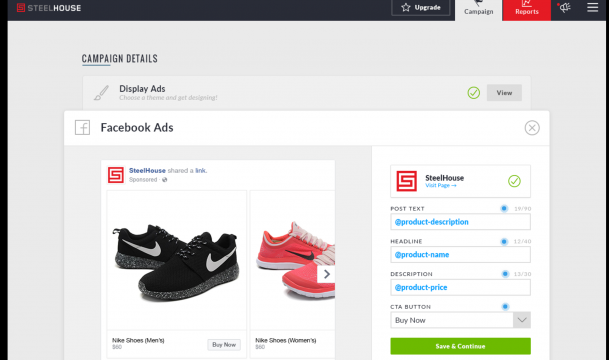 STEELHOUSE
Upgrade
Campaign
Reports
CAMPAIGN DETAILS
Display Ads
Choose a theme and get designing!
View
Facebook Ads
SteelHouse shared a link.
Sponsored ·
Nike Shoes (Men's)
$60
Buy Now
Nike Shoes (Women's)
$60
SteelHouse
Visit Page →
POST TEXT 19/90
@product-description
HEADLINE 12/40
@product-name
DESCRIPTION 13/30
@product-price
CTA BUTTON
Buy Now
Save & Continue